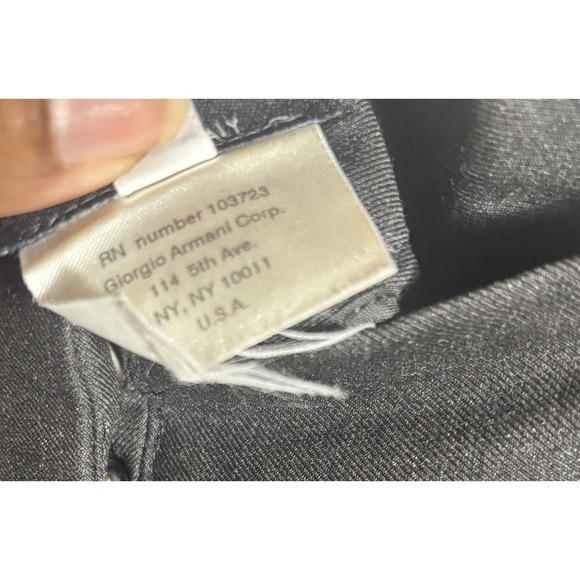 RN number 103723
Giorgio Armani Corp.
114 5th Ave.
NY, NY 10011
U.S.A.